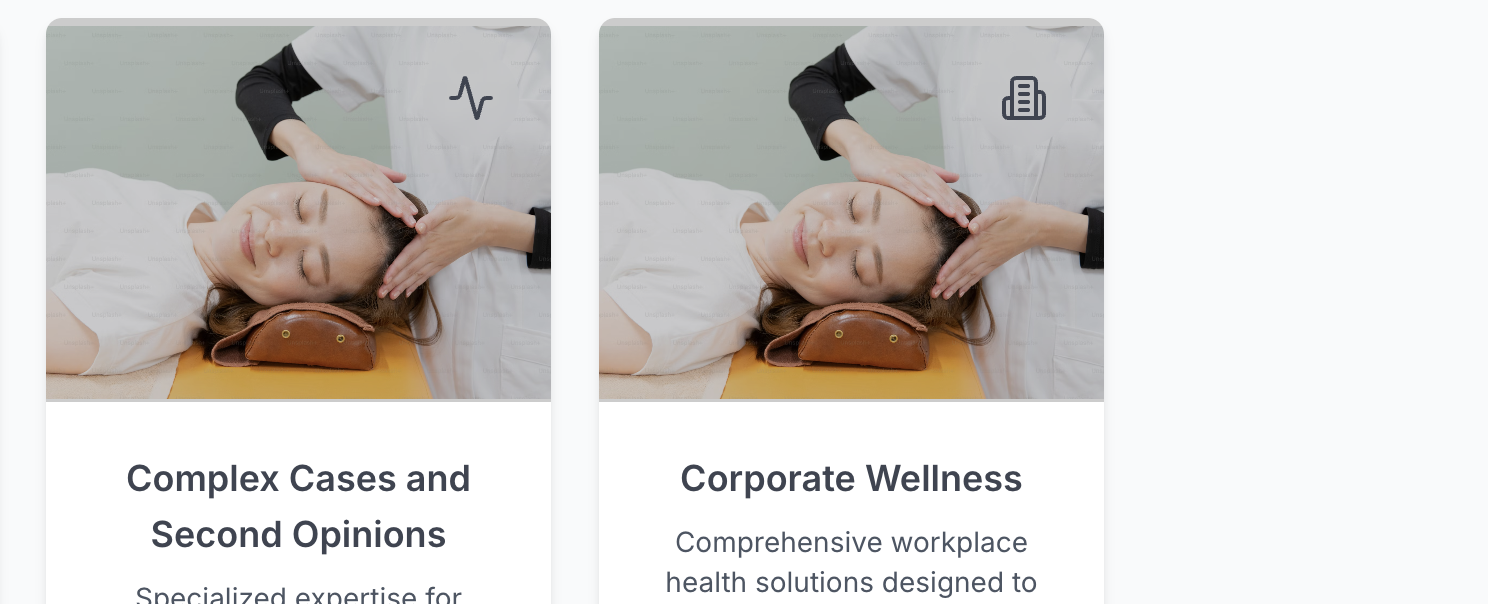 Complex Cases and
Second Opinions
Specialized expertise for
Corporate Wellness
Comprehensive workplace
health solutions designed to